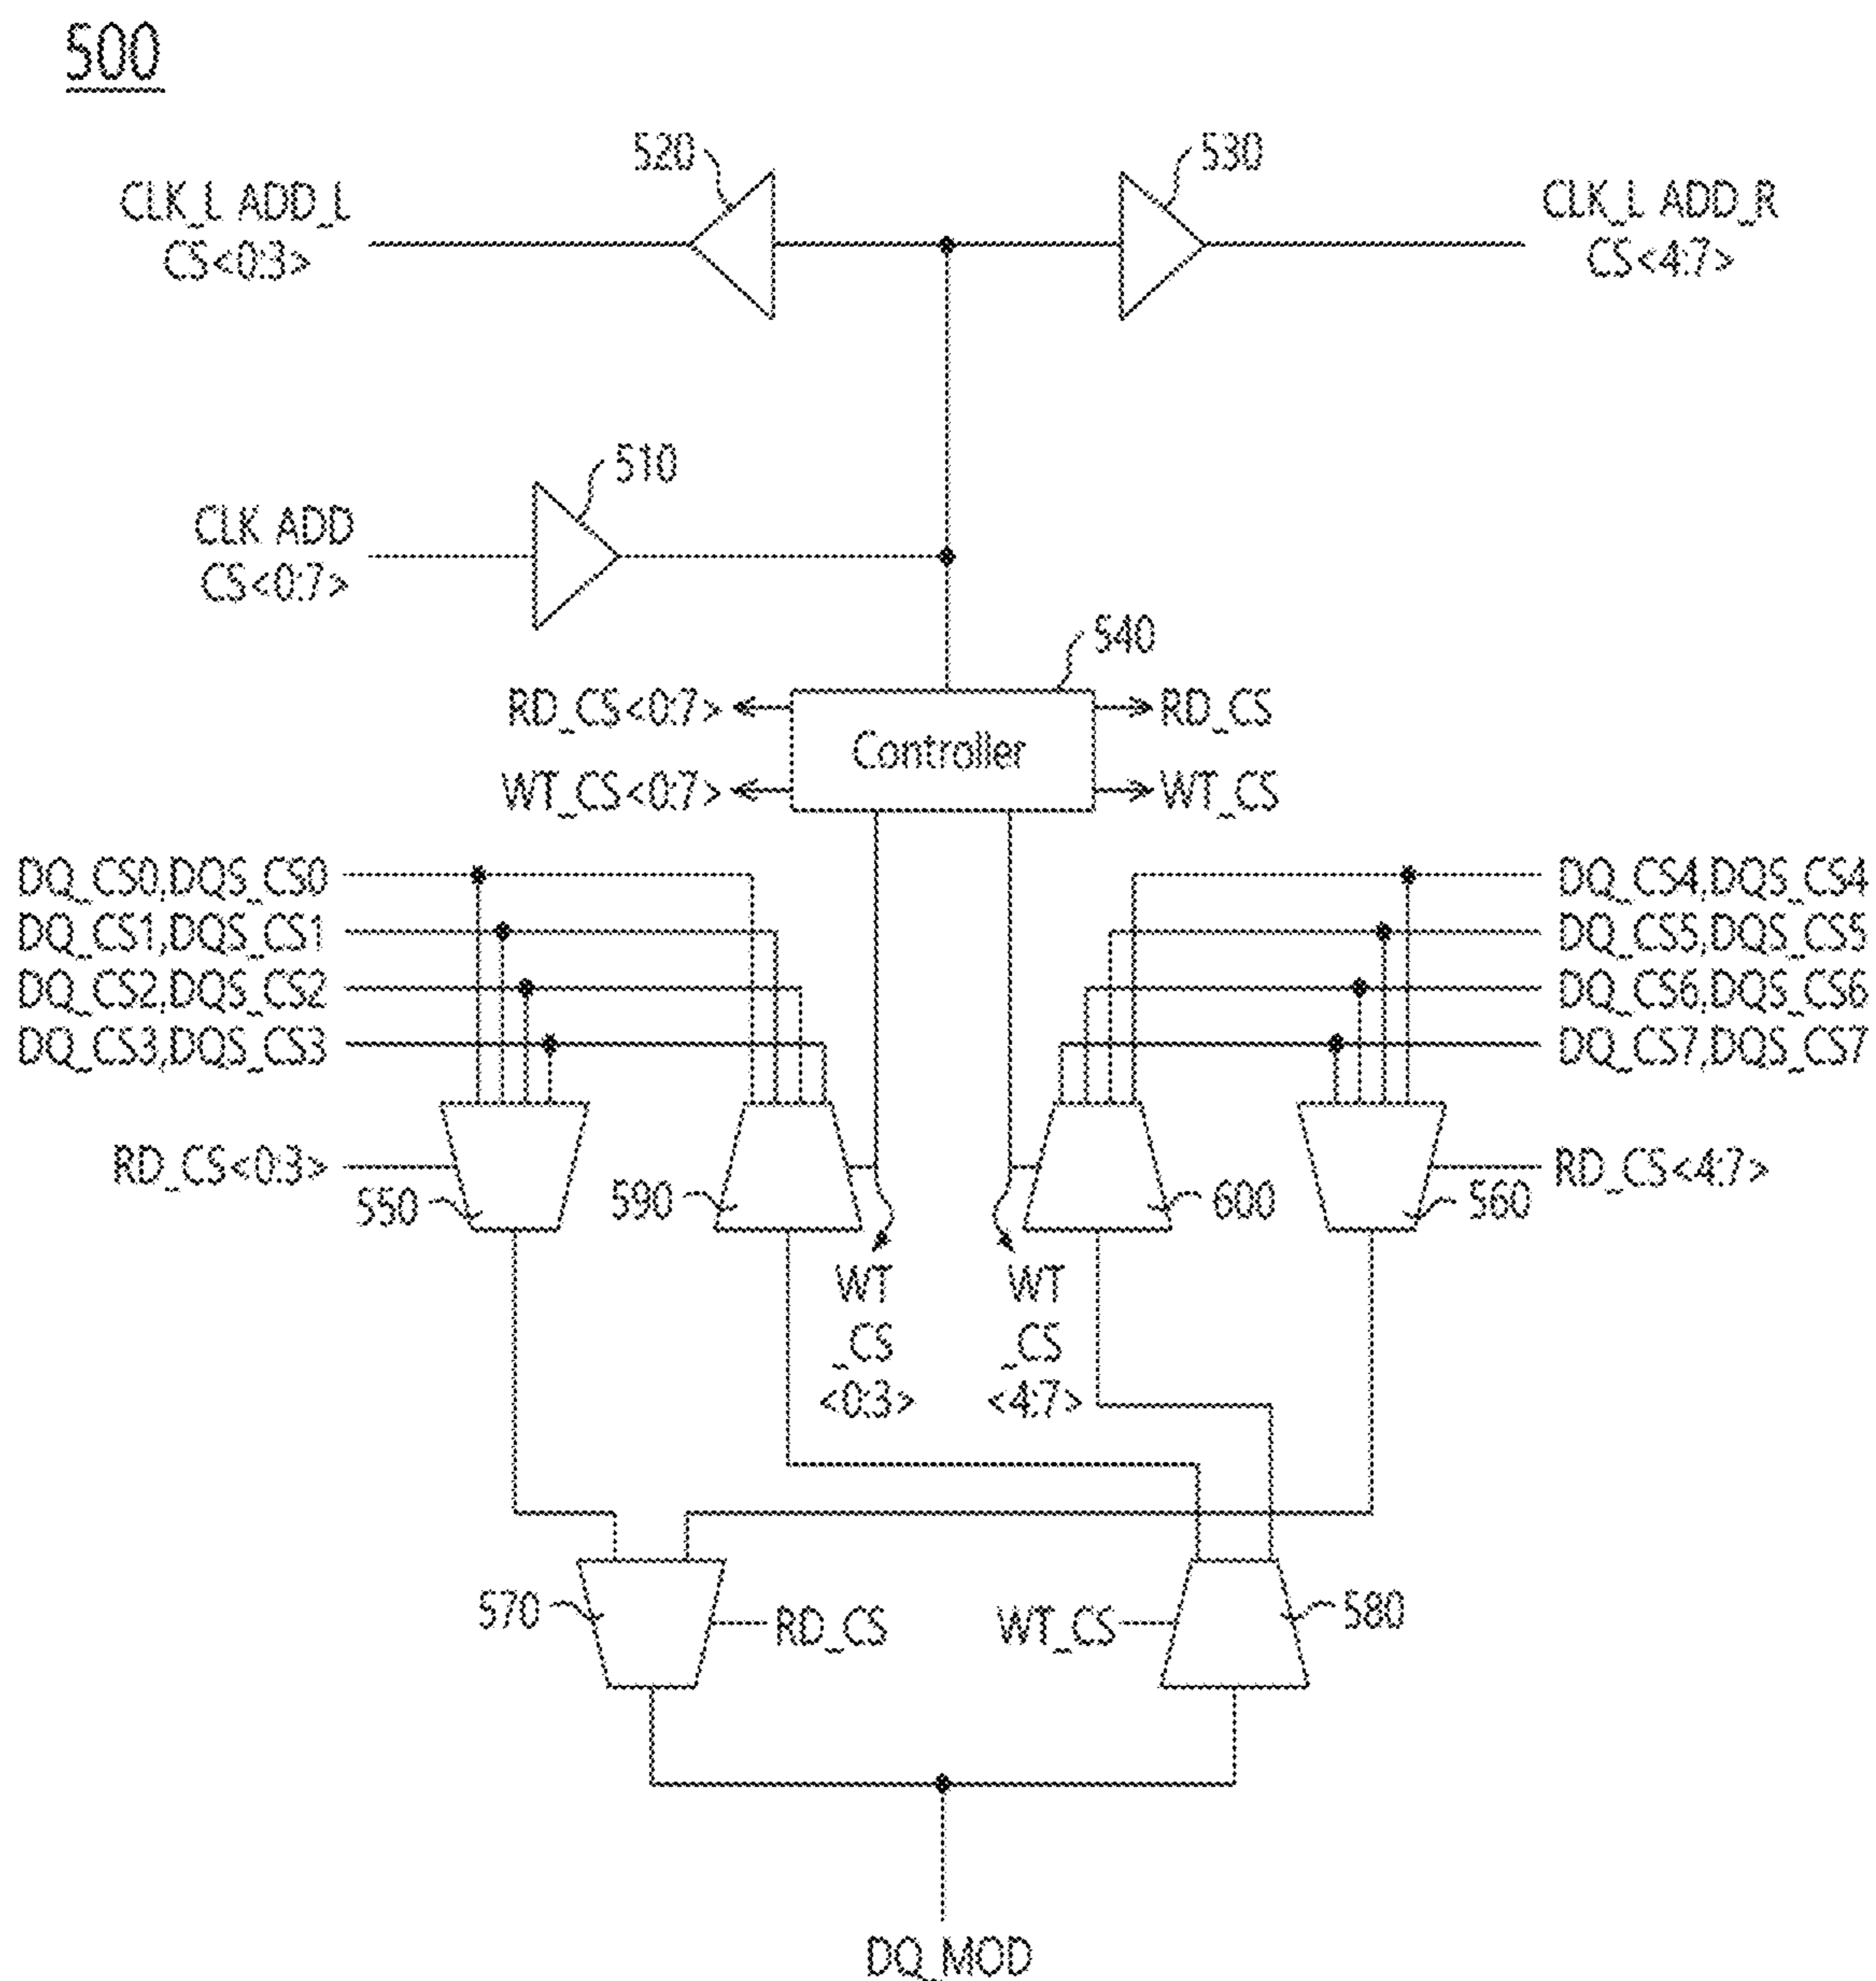 500
520
530
CLK_L ADD_L
CS<0:3>
CLK_L ADD_R
CS<4:7>
510
CLK ADD
CS<0:7>
540
RD_CS<0:7>
RD_CS
Controller
WT_CS<0:7>
WT_CS
DQ_CS0,DQS_CS0
DQ_CS1,DQS_CS1
DQ_CS2,DQS_CS2
DQ_CS3,DQS_CS3
DQ_CS4,DQS_CS4
DQ_CS5,DQS_CS5
DQ_CS6,DQS_CS6
DQ_CS7,DQS_CS7
RD_CS<0:3>
550
590
600
560
RD_CS<4:7>
WT
_CS
<0:3>
WT
_CS
<4:7>
570
RD_CS
WT_CS
580
DQ_MOD